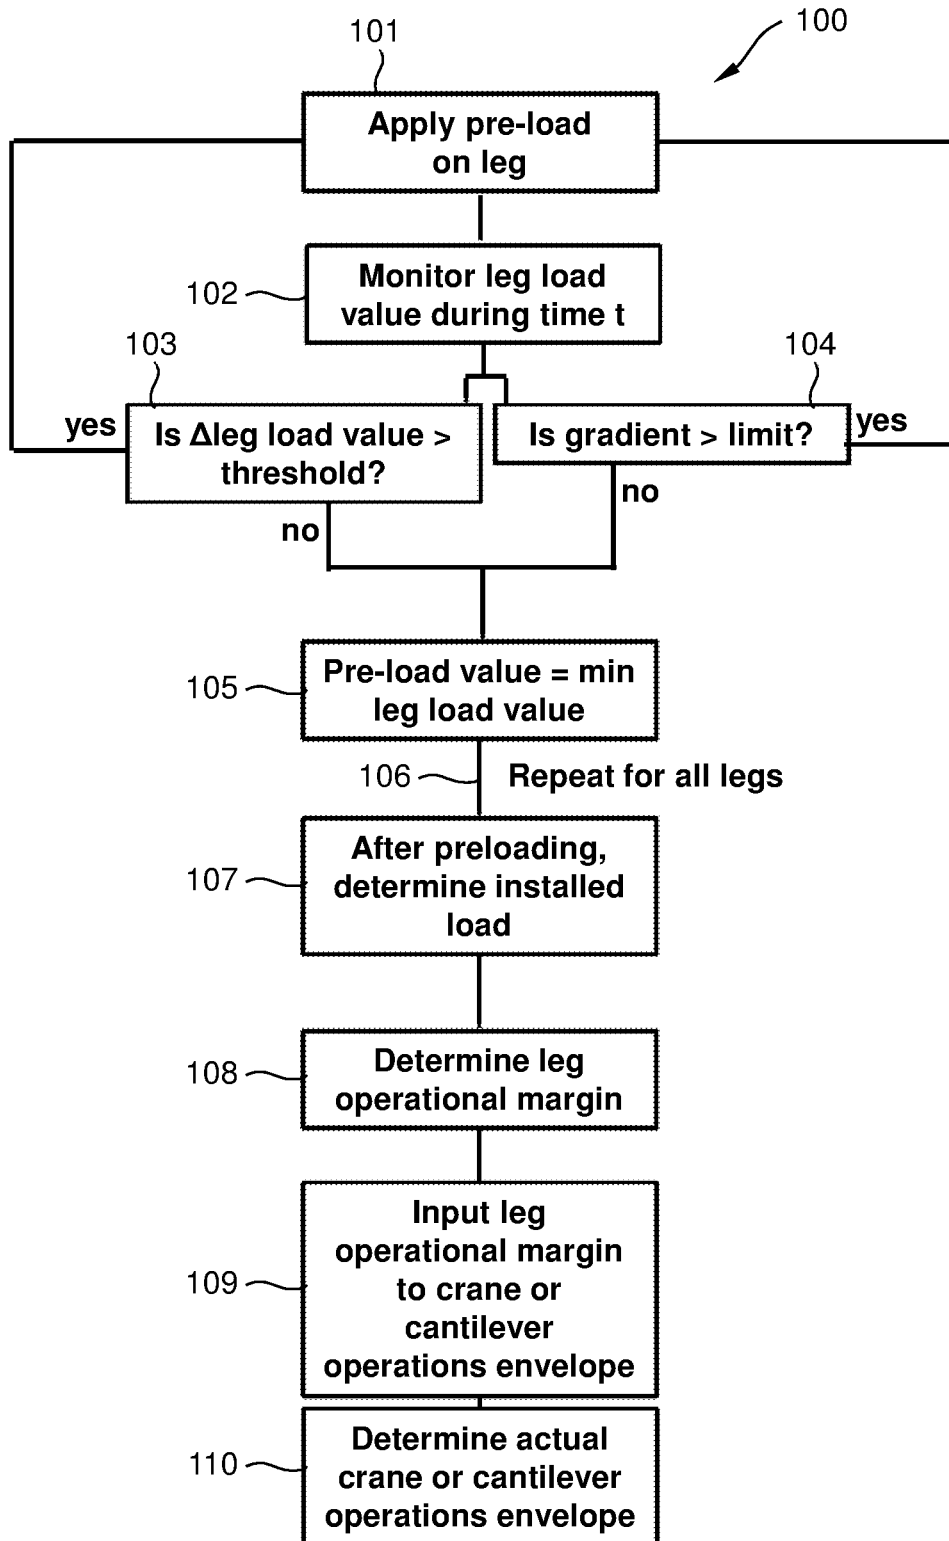 101
100
Apply pre-load
on leg
102
Monitor leg load
value during time t
103
104
yes
Is Δleg load value >
threshold?
Is gradient > limit?
yes
no
no
105
Pre-load value = min
leg load value
106
Repeat for all legs
107
After preloading,
determine installed
load
108
Determine leg
operational margin
109
Input leg
operational margin
to crane or
cantilever
operations envelope
110
Determine actual
crane or cantilever
operations envelope